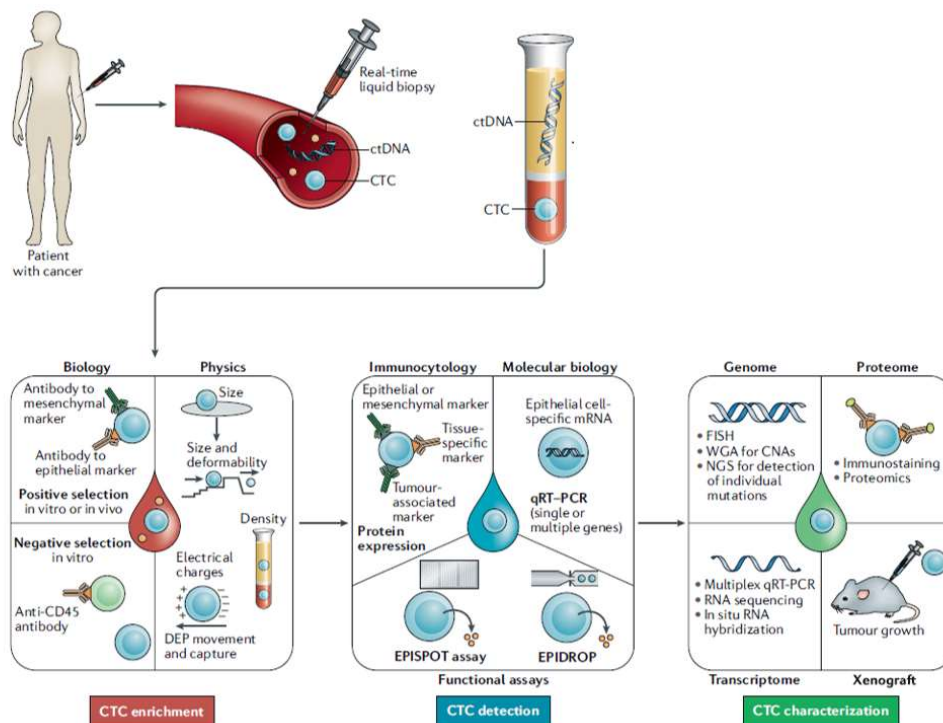 Real-time
liquid biopsy
ctDNA
CTC
ctDNA
CTC
Patient
with cancer
Biology
Physics
Antibody to
mesenchymal
marker
Antibody to
epithelial marker
Positive selection
in vitro or in vivo
Size
Size and
deformability
Negative selection
in vitro
Anti-CD45
antibody
Density
Electrical
charges
DEP movement
and capture
CTC enrichment
Immunocytology
Molecular biology
Epithelial or
mesenchymal marker
Tissue-
specific
marker
Tumour-
associated
marker
Protein
expression
Epithelial cell-
specific mRNA
qRT–PCR
(single or
multiple genes)
EPISPOT assay
EPIDROP
Functional assays
CTC detection
Genome
Proteome
• FISH
• WGA for CNAs
• NGS for detection
of individual
mutations
• Immunostaining
• Proteomics
• Multiplex qRT-PCR
• RNA sequencing
• In situ RNA
hybridization
Tumour growth
Transcriptome
Xenograft
CTC characterization